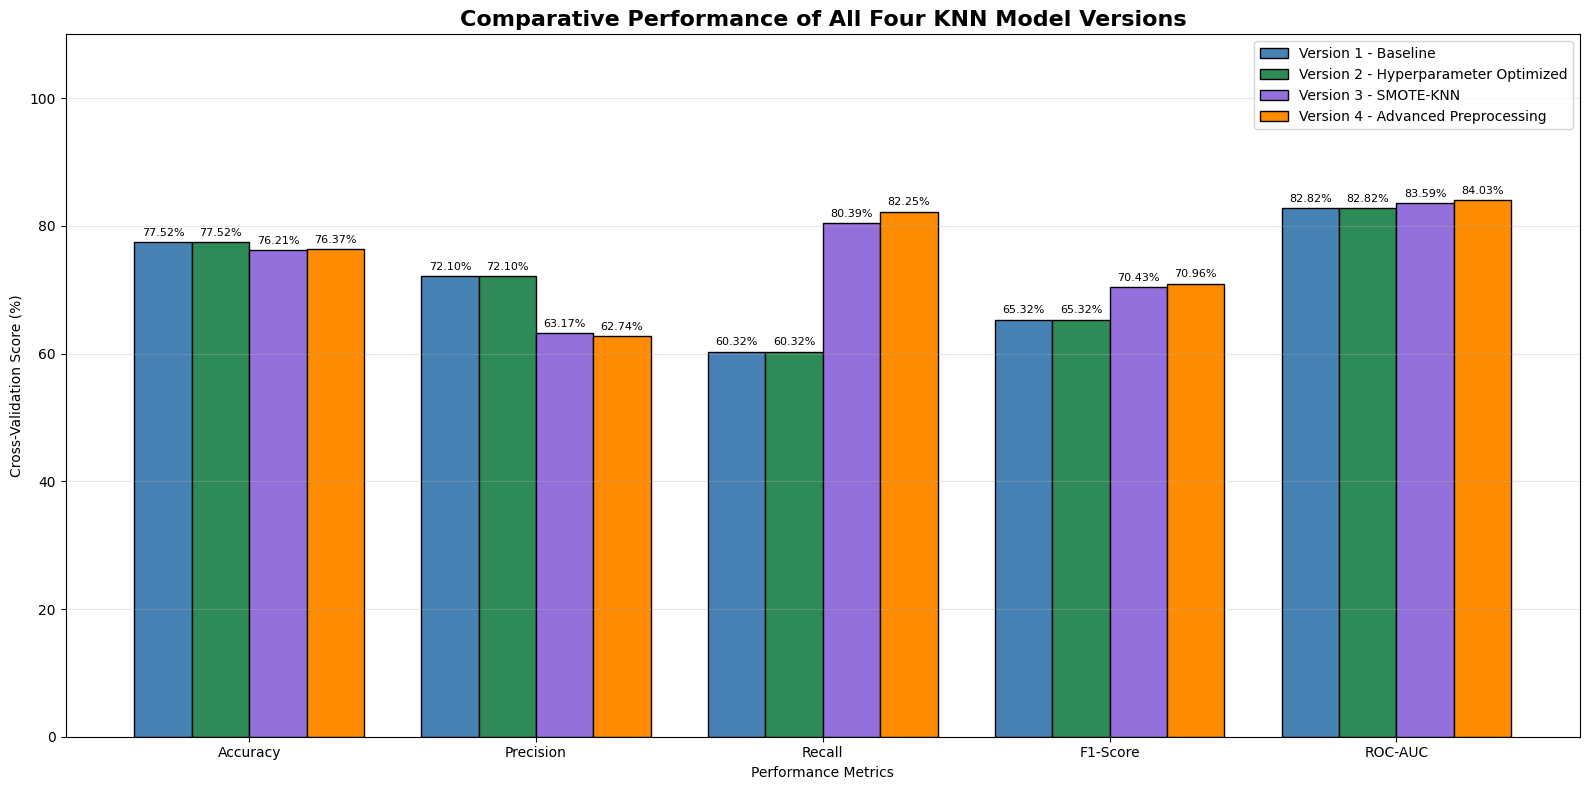 Comparative Performance of All Four KNN Model Versions
Version 1 - Baseline
Version 2 - Hyperparameter Optimized
Version 3 - SMOTE-KNN
Version 4 - Advanced Preprocessing
Cross-Validation Score (%)
100
80
60
40
20
0
77.52% 77.52% 76.21% 76.37%
72.10% 72.10% 63.17% 62.74%
60.32% 60.32% 80.39% 82.25%
65.32% 65.32% 70.43% 70.96%
82.82% 82.82% 83.59% 84.03%
Accuracy Precision Recall F1-Score ROC-AUC
Performance Metrics